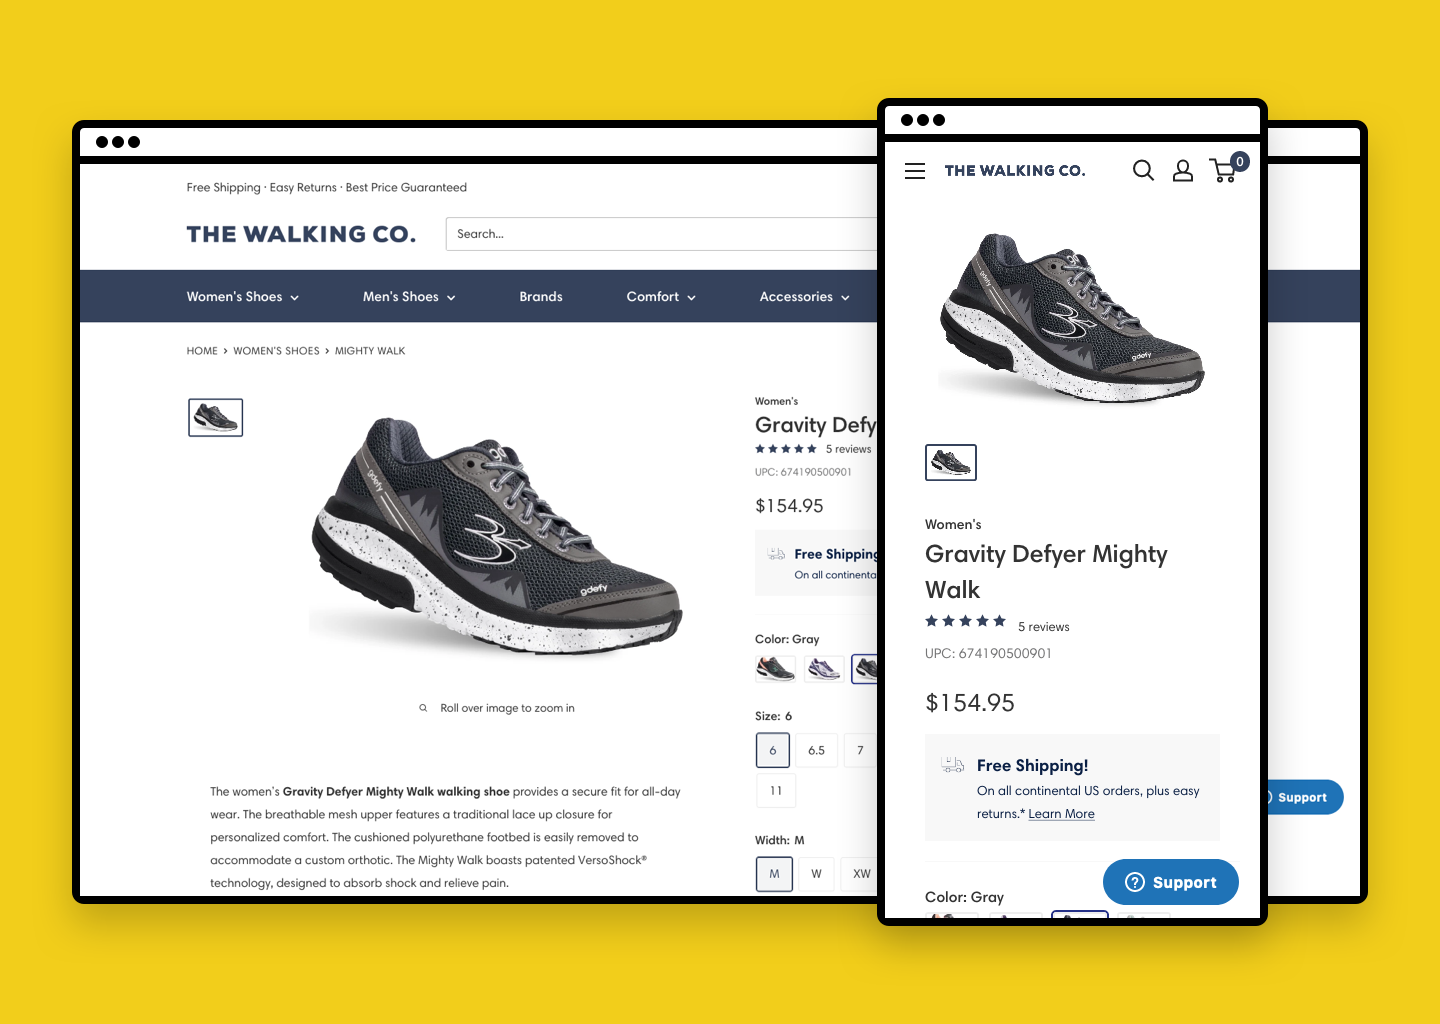 Free Shipping · Easy Returns · Best Price Guaranteed
THE WALKING CO.
Search...
Women's Shoes
Men's Shoes
Brands
Comfort
Accessories
HOME > WOMEN'S SHOES > MIGHTY WALK
gdefy
gdefy
Roll over image to zoom in
The women's Gravity Defyer Mighty Walk walking shoe provides a secure fit for all-day
wear. The breathable mesh upper features a traditional lace up closure for
personalized comfort. The cushioned polyurethane footbed is easily removed to
accommodate a custom orthotic. The Mighty Walk boasts patented VersoShock®
technology, designed to absorb shock and relieve pain.
Women's
Gravity Defy
5 reviews
UPC: 674190500901
$154.95
Free Shipping
On all continenta
Color: Gray
Size: 6
6
6.5
7
11
Width: M
M
W
XW
Support
THE WALKING CO.
0
gdefy
gdefy
Women's
Gravity Defyer Mighty
Walk
5 reviews
UPC: 674190500901
$154.95
Free Shipping!
On all continental US orders, plus easy
returns.* Learn More
Color: Gray
Support